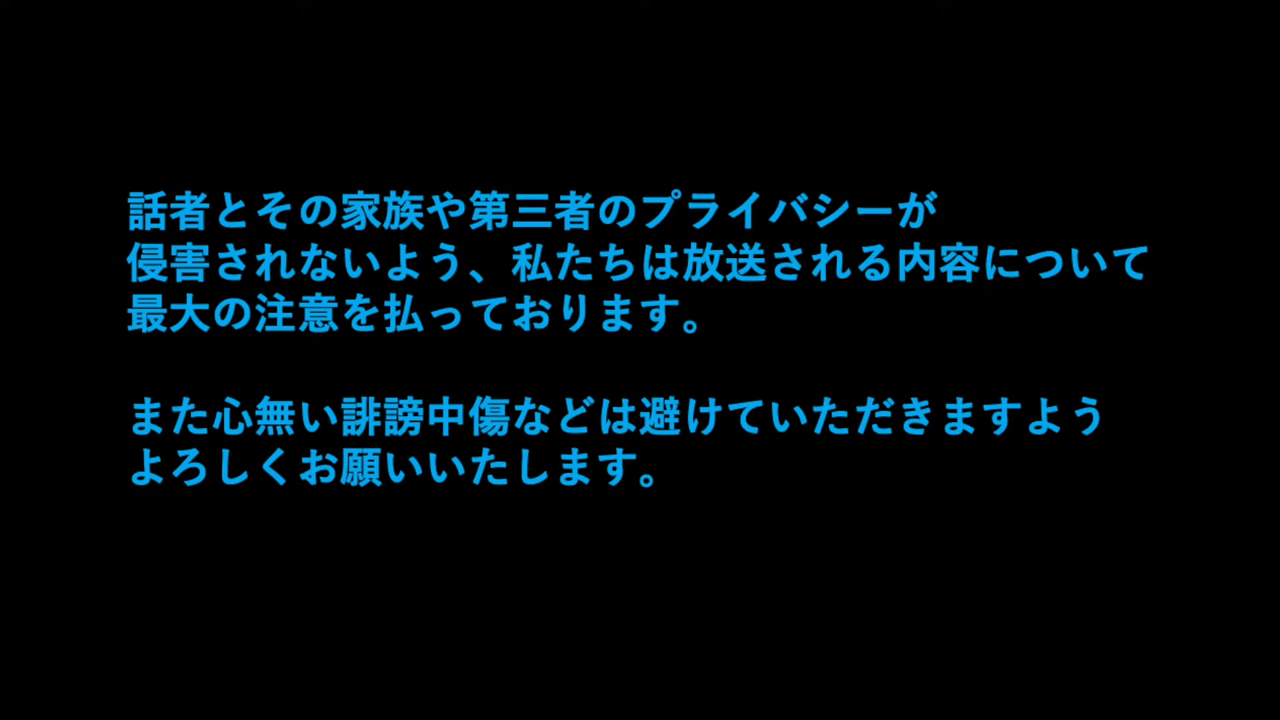 話者とその家族や第三者のプライバシーが
侵害されないよう、私たちは放送される内容について
最大の注意を払っております。
また心無い誹謗中傷などは避けていただきますよう
よろしくお願いいたします。